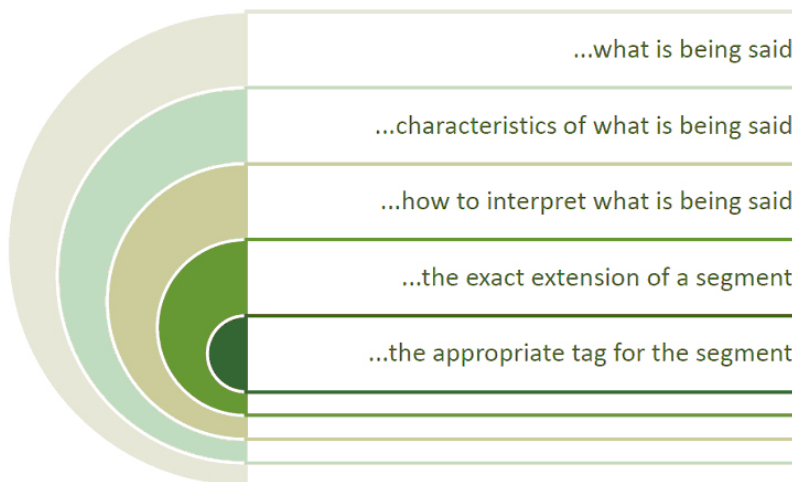 ...what is being said
...characteristics of what is being said
...how to interpret what is being said
...the exact extension of a segment
...the appropriate tag for the segment